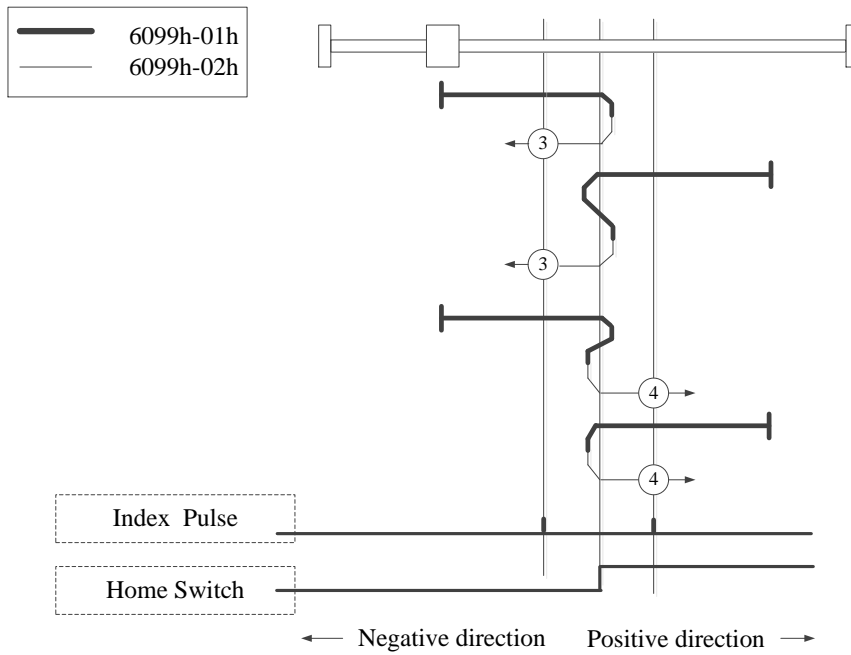 6099h-01h
6099h-02h
3
3
4
4
Index Pulse
Home Switch
Negative direction
Positive direction